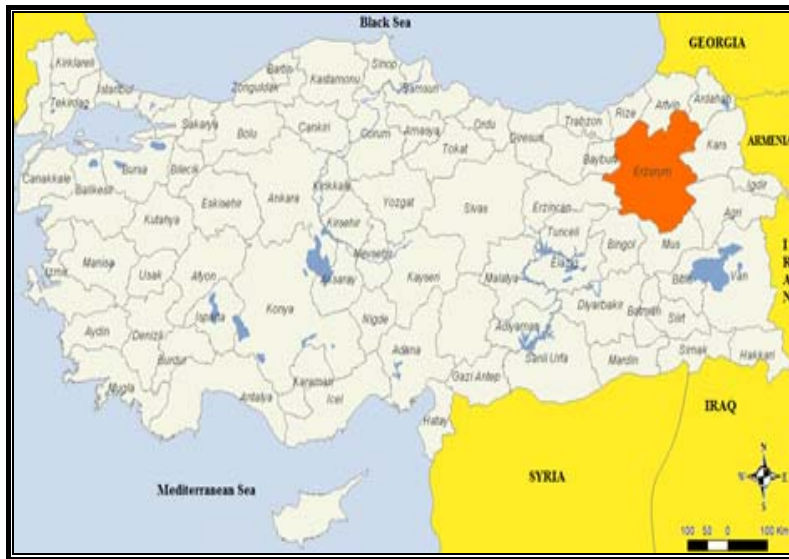 Black Sea
GEORGIA
Kirklareli
Tekirdag
Istanbul
Zonguldak
Bartin
Kastamonu
Sinop
Samsun
Sakarya
Bolu
Cankiri
Corum
Amasya
Tokat
Ordu
Giresun
Trabzon
Rize
Artvin
Ardahan
Kars
ARMENIA
Bayburt
Erzurum
Igdir
Agri
Canakkale
Balikesir
Bursa
Bilecik
Eskisehir
Ankara
Kirikkale
Yozgat
Sivas
Erzincan
Tunceli
Bingol
Mus
Kutahya
Kirsehir
Nevsehir
Kayseri
Malatya
Elazig
Bitlis
Van
I
R
A
N
Izmir
Manisa
Usak
Afyon
Konya
Aksaray
Nigde
Adiyaman
Diyarbakir
Batman
Siirt
Isparta
Aydin
Denizli
Burdur
Adana
Sanli Urfa
Mardin
Sirnak
Hakkari
Mugla
Antalya
Karaman
Icel
Gazi Antep
Hatay
SYRIA
IRAQ
Mediterranean Sea
N
W
E
S
100 50 0 100 Km